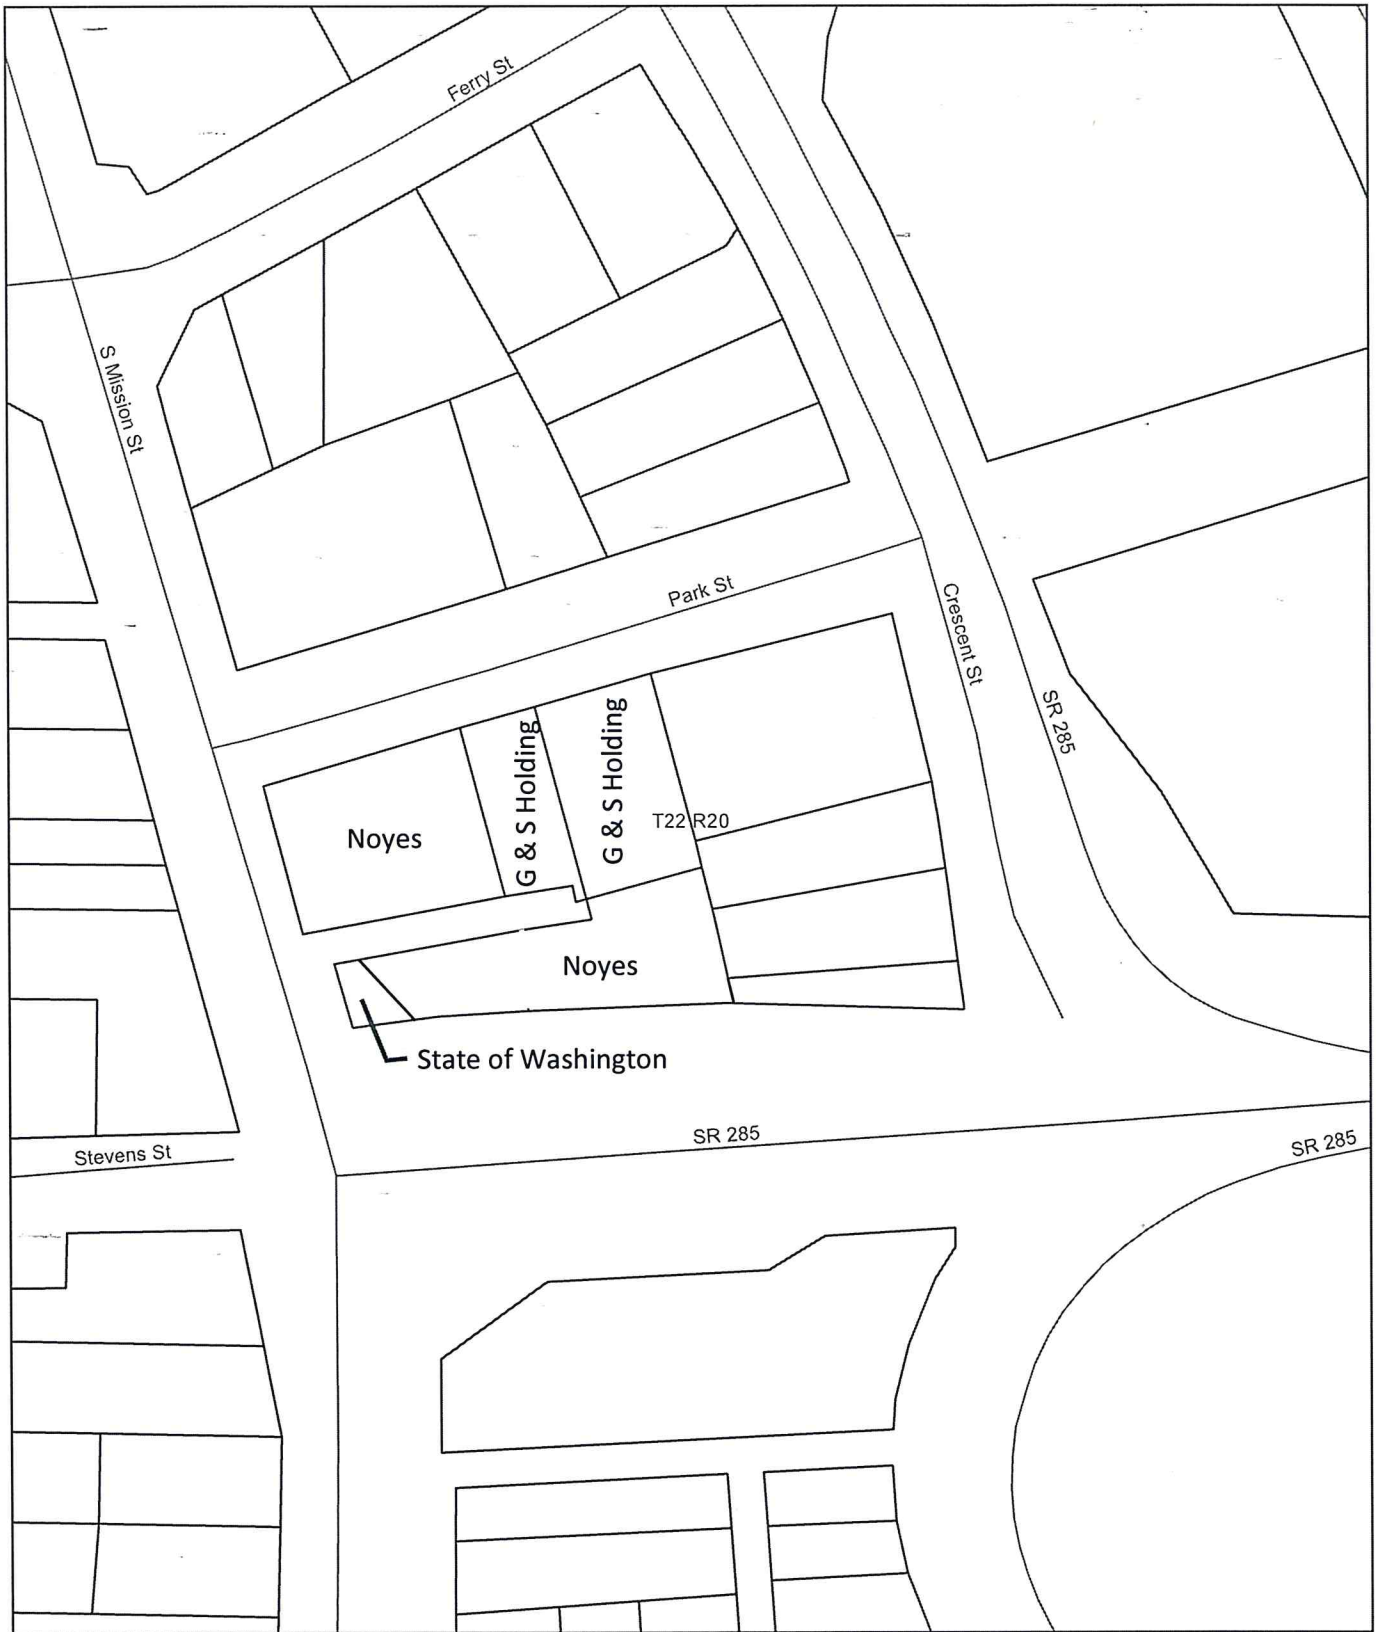 Ferry St
S Mission St
Park St
Crescent St
SR 285
G & S Holding
G & S Holding
T22 R20
Noyes
Noyes
State of Washington
SR 285
SR 285
Stevens St